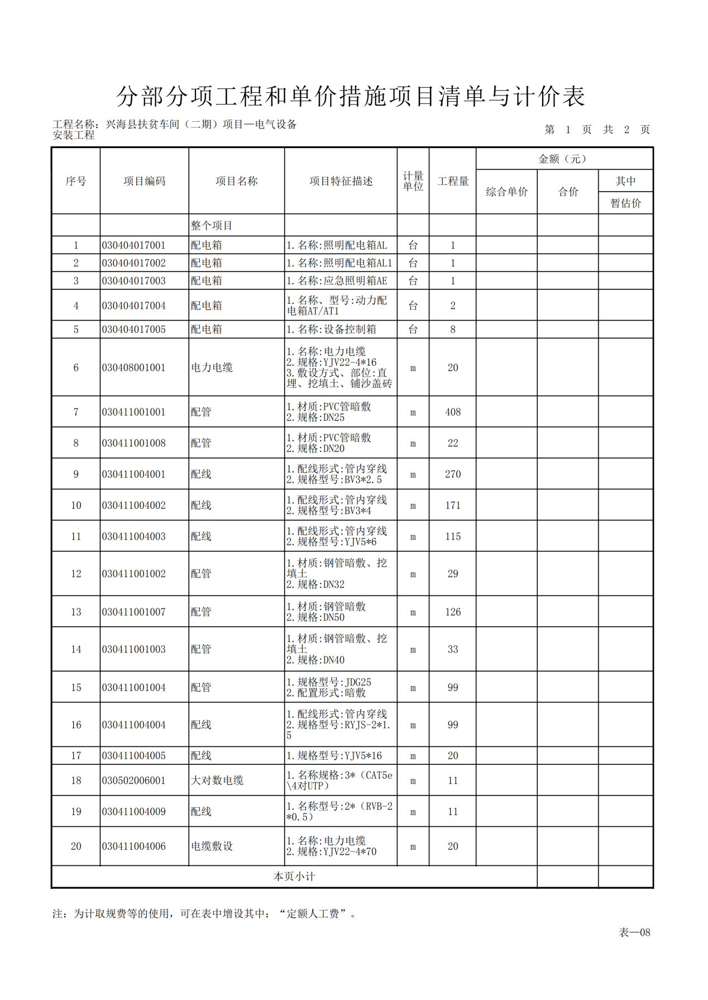 分部分项工程和单价措施项目清单与计价表
工程名称：兴海县扶贫车间（二期）项目—电气设备
安装工程
第 1 页 共 2 页
序号 项目编码 项目名称 项目特征描述 计量单位 工程量 金额（元）
综合单价 合价 其中
暂估价
整个项目
1 030404017001 配电箱 1.名称:照明配电箱AL 台 1
2 030404017002 配电箱 1.名称:照明配电箱AL1 台 1
3 030404017003 配电箱 1.名称:应急照明箱AE 台 1
4 030404017004 配电箱 1.名称、型号:动力配
电箱AT/AT1 台 2
5 030404017005 配电箱 1.名称:设备控制箱 台 8
6 030408001001 电力电缆 1.名称:电力电缆
2.规格:YJV22-4*16
3.敷设方式、部位:直
埋、挖填土、铺沙盖砖 m 20
7 030411001001 配管 1.材质:PVC管暗敷
2.规格:DN25 m 408
8 030411001008 配管 1.材质:PVC管暗敷
2.规格:DN20 m 22
9 030411004001 配线 1.配线形式:管内穿线
2.规格型号:BV3*2.5 m 270
10 030411004002 配线 1.配线形式:管内穿线
2.规格型号:BV3*4 m 171
11 030411004003 配线 1.配线形式:管内穿线
2.规格型号:YJV5*6 m 115
12 030411001002 配管 1.材质:钢管暗敷、挖
填土
2.规格:DN32 m 29
13 030411001007 配管 1.材质:钢管暗敷
2.规格:DN50 m 126
14 030411001003 配管 1.材质:钢管暗敷、挖
填土
2.规格:DN40 m 33
15 030411001004 配管 1.规格型号:JDG25
2.配置形式:暗敷 m 99
16 030411004004 配线 1.配线形式:管内穿线
2.规格型号:RYJS-2*1.
5 m 99
17 030411004005 配线 1.规格型号:YJV5*16 m 20
18 030502006001 大对数电缆 1.名称规格:3*（CAT5e
\4对UTP） m 11
19 030411004009 配线 1.名称型号:2*（RVB-2
*0.5） m 11
20 030411004006 电缆敷设 1.名称:电力电缆
2.规格:YJV22-4*70 m 20
本页小计
注：为计取规费等的使用，可在表中增设其中：“定额人工费”。
表—08